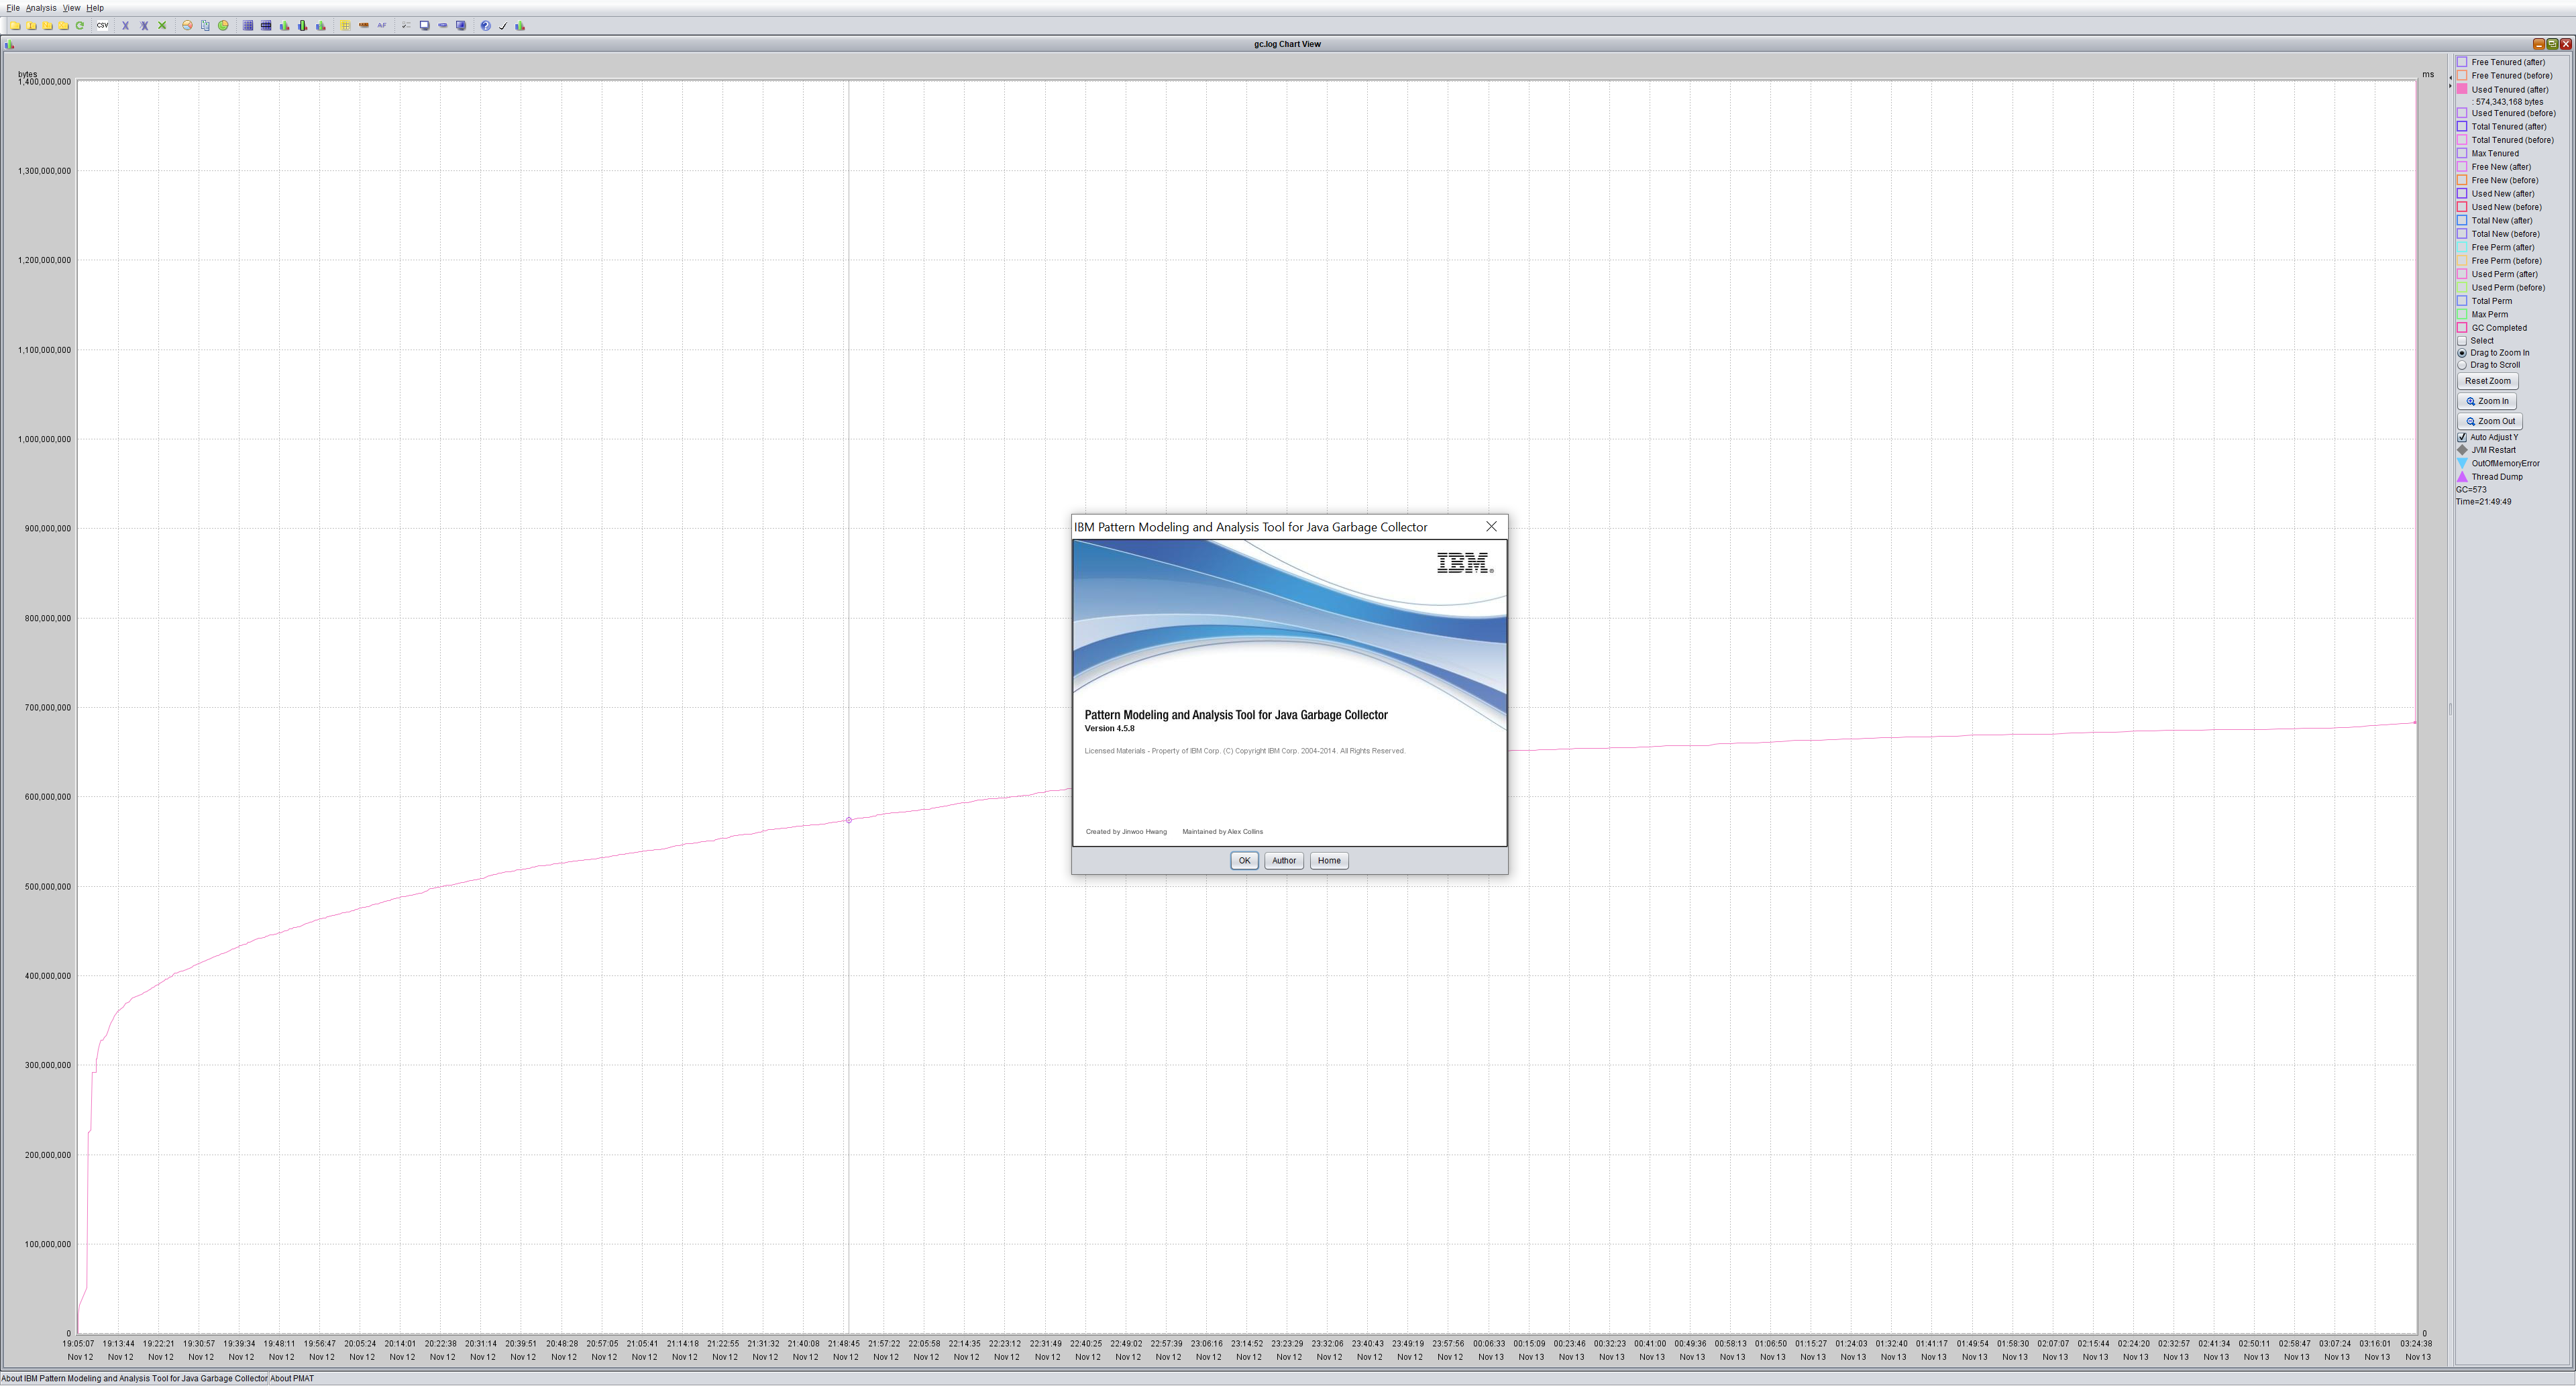 File Analysis View Help
CSV
AF
gc.log Chart View
bytes
ms
1,400,000,000
1,300,000,000
1,200,000,000
1,100,000,000
1,000,000,000
900,000,000
800,000,000
700,000,000
600,000,000
500,000,000
400,000,000
300,000,000
200,000,000
100,000,000
0
0
IBM Pattern Modeling and Analysis Tool for Java Garbage Collector
IBM®
Pattern Modeling and Analysis Tool for Java Garbage Collector
Version 4.5.8
Licensed Materials - Property of IBM Corp. (C) Copyright IBM Corp. 2004-2014. All Rights Reserved.
Created by Jinwoo Hwang Maintained by Alex Collins
OK Author Home
Free Tenured (after)
Free Tenured (before)
Used Tenured (after)
: 574,343,168 bytes
Used Tenured (before)
Total Tenured (after)
Total Tenured (before)
Max Tenured
Free New (after)
Free New (before)
Used New (after)
Used New (before)
Total New (after)
Total New (before)
Free Perm (after)
Free Perm (before)
Used Perm (after)
Used Perm (before)
Total Perm
Max Perm
GC Completed
Select
Drag to Zoom In
Drag to Scroll
Reset Zoom
Zoom In
Zoom Out
Auto Adjust Y
JVM Restart
OutOfMemoryError
Thread Dump
GC=573
Time=21:49:49
19:05:07 19:13:44 19:22:21 19:30:57 19:39:34 19:48:11 19:56:47 20:05:24 20:14:01 20:22:38 20:31:14 20:39:51 20:48:28 20:57:05 21:05:41 21:14:18 21:22:55 21:31:32 21:40:08 21:48:45 21:57:22 22:05:58 22:14:35 22:23:12 22:31:49 22:40:25 22:49:02 22:57:39 23:06:16 23:14:52 23:23:29 23:32:06 23:40:43 23:49:19 23:57:56 00:06:33 00:15:09 00:23:46 00:32:23 00:41:00 00:49:36 00:58:13 01:06:50 01:15:27 01:24:03 01:32:40 01:41:17 01:49:54 01:58:30 02:07:07 02:15:44 02:24:20 02:32:57 02:41:34 02:50:11 02:58:47 03:07:24 03:16:01 03:24:38
Nov 12 Nov 12 Nov 12 Nov 12 Nov 12 Nov 12 Nov 12 Nov 12 Nov 12 Nov 12 Nov 12 Nov 12 Nov 12 Nov 12 Nov 12 Nov 12 Nov 12 Nov 12 Nov 12 Nov 12 Nov 12 Nov 12 Nov 12 Nov 12 Nov 12 Nov 12 Nov 12 Nov 12 Nov 12 Nov 12 Nov 12 Nov 12 Nov 12 Nov 12 Nov 12 Nov 13 Nov 13 Nov 13 Nov 13 Nov 13 Nov 13 Nov 13 Nov 13 Nov 13 Nov 13 Nov 13 Nov 13 Nov 13 Nov 13 Nov 13 Nov 13 Nov 13 Nov 13 Nov 13 Nov 13 Nov 13 Nov 13 Nov 13 Nov 13
About IBM Pattern Modeling and Analysis Tool for Java Garbage Collector About PMAT